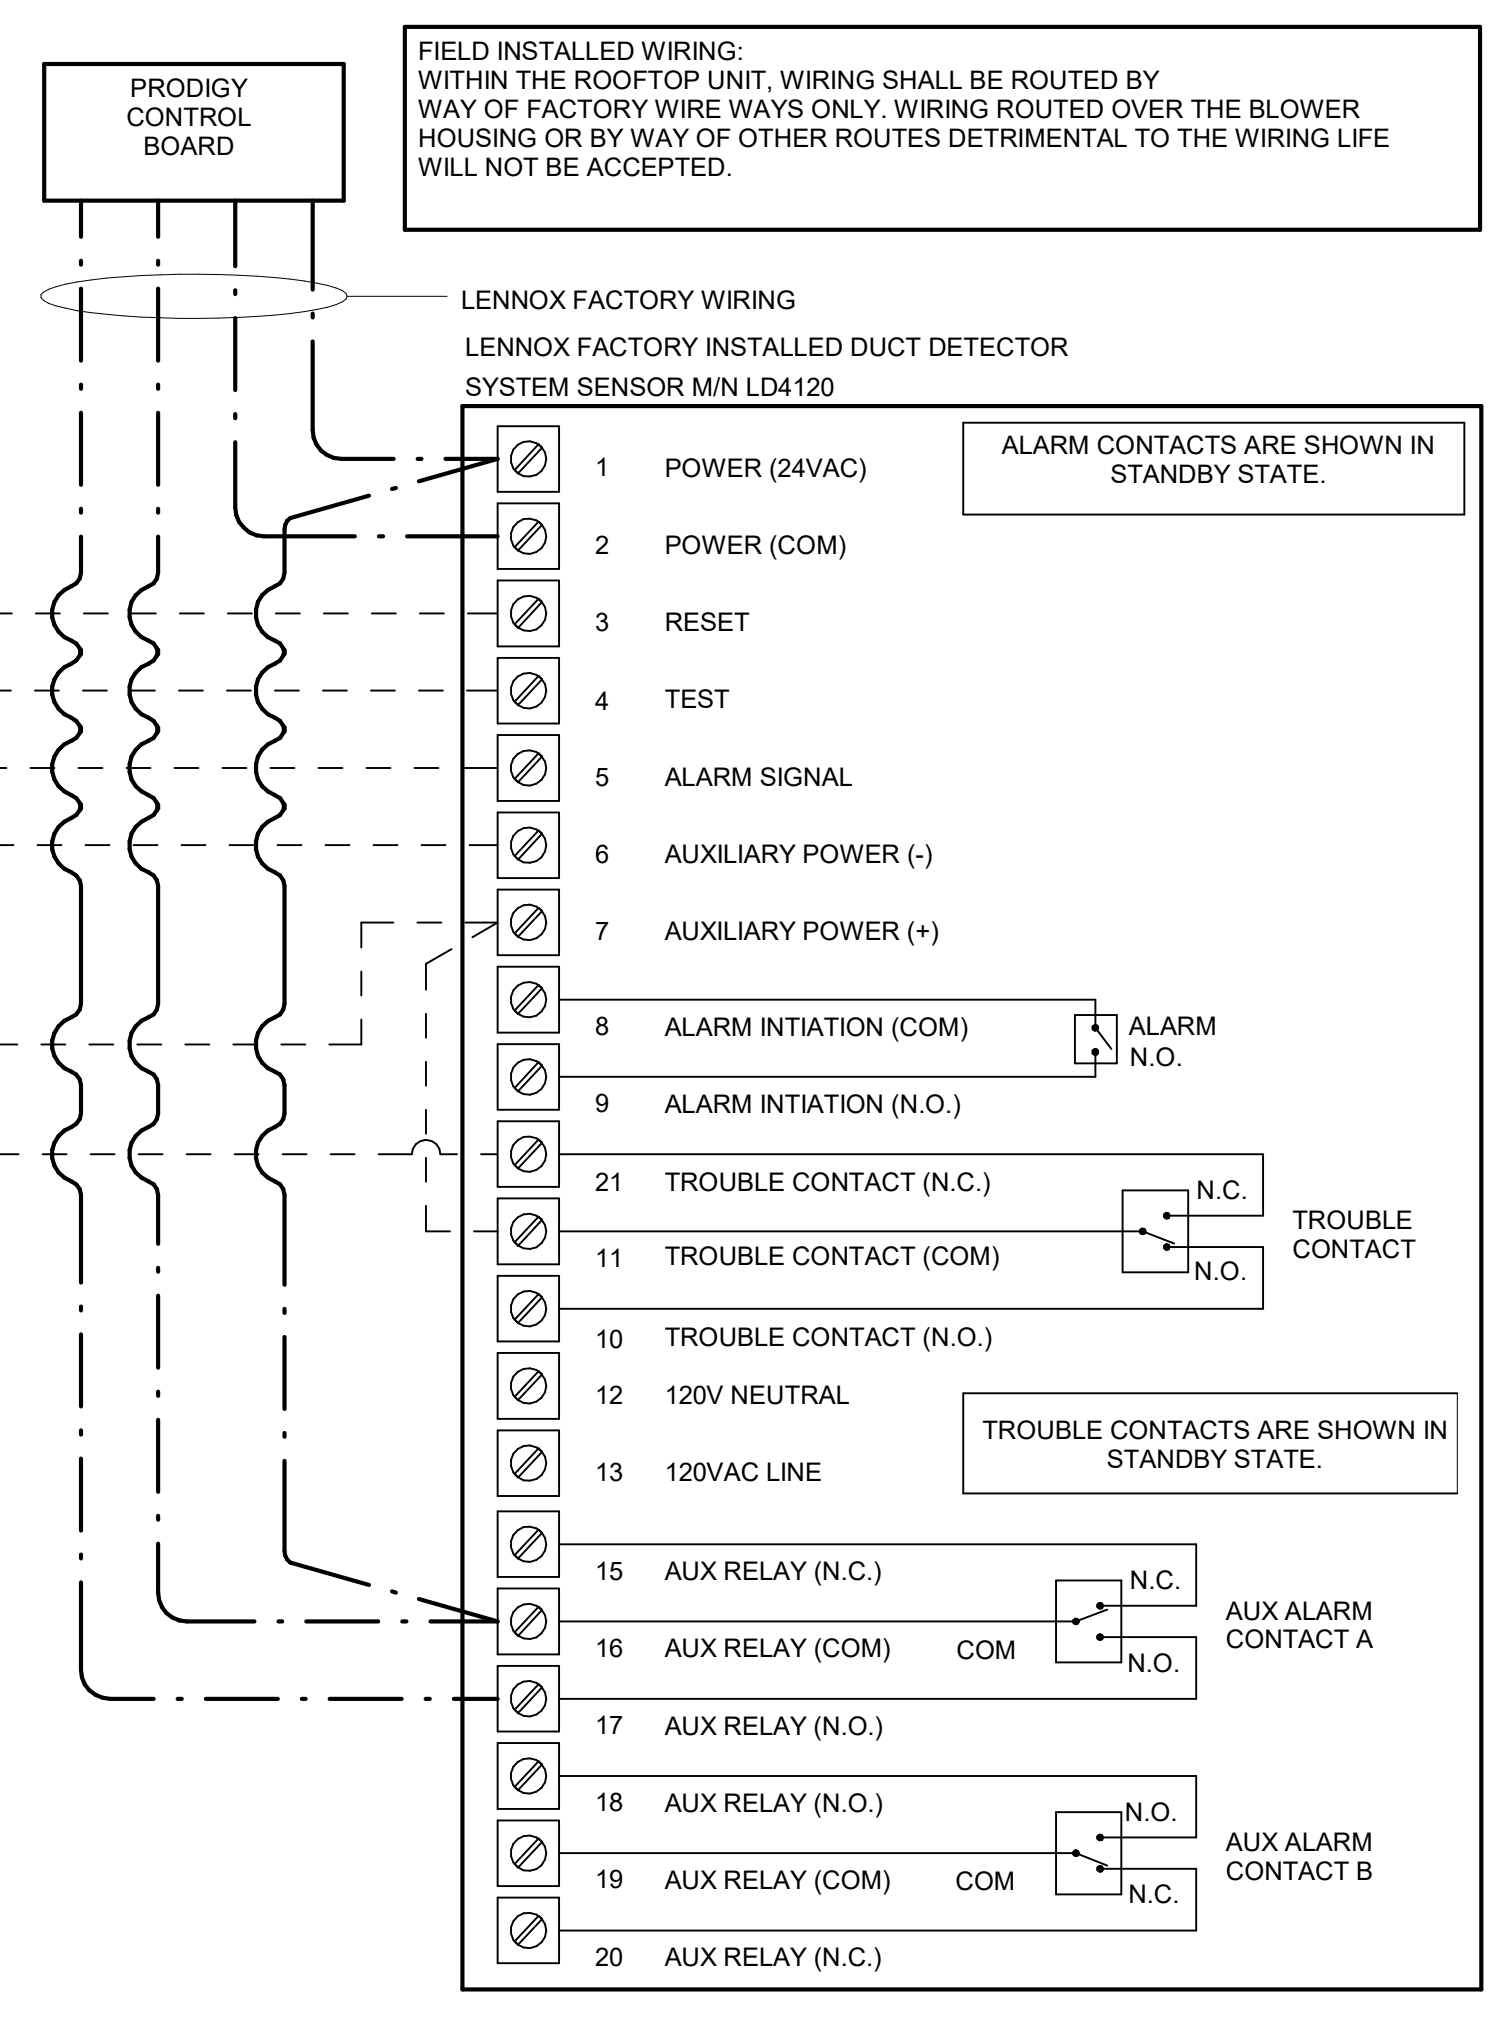 FIELD INSTALLED WIRING:
WITHIN THE ROOFTOP UNIT, WIRING SHALL BE ROUTED BY
WAY OF FACTORY WIRE WAYS ONLY. WIRING ROUTED OVER THE BLOWER
HOUSING OR BY WAY OF OTHER ROUTES DETRIMENTAL TO THE WIRING LIFE
WILL NOT BE ACCEPTED.
PRODIGY
CONTROL
BOARD
LENNOX FACTORY WIRING
LENNOX FACTORY INSTALLED DUCT DETECTOR
SYSTEM SENSOR M/N LD4120
ALARM CONTACTS ARE SHOWN IN
STANDBY STATE.
1 POWER (24VAC)
2 POWER (COM)
3 RESET
4 TEST
5 ALARM SIGNAL
6 AUXILIARY POWER (-)
7 AUXILIARY POWER (+)
8 ALARM INTIATION (COM)
ALARM
N.O.
9 ALARM INTIATION (N.O.)
21 TROUBLE CONTACT (N.C.)
N.C.
TROUBLE
CONTACT
11 TROUBLE CONTACT (COM)
N.O.
10 TROUBLE CONTACT (N.O.)
12 120V NEUTRAL
TROUBLE CONTACTS ARE SHOWN IN
STANDBY STATE.
13 120VAC LINE
15 AUX RELAY (N.C.)
N.C.
AUX ALARM
CONTACT A
16 AUX RELAY (COM) COM
N.O.
17 AUX RELAY (N.O.)
18 AUX RELAY (N.O.)
N.O.
AUX ALARM
CONTACT B
19 AUX RELAY (COM) COM
N.C.
20 AUX RELAY (N.C.)